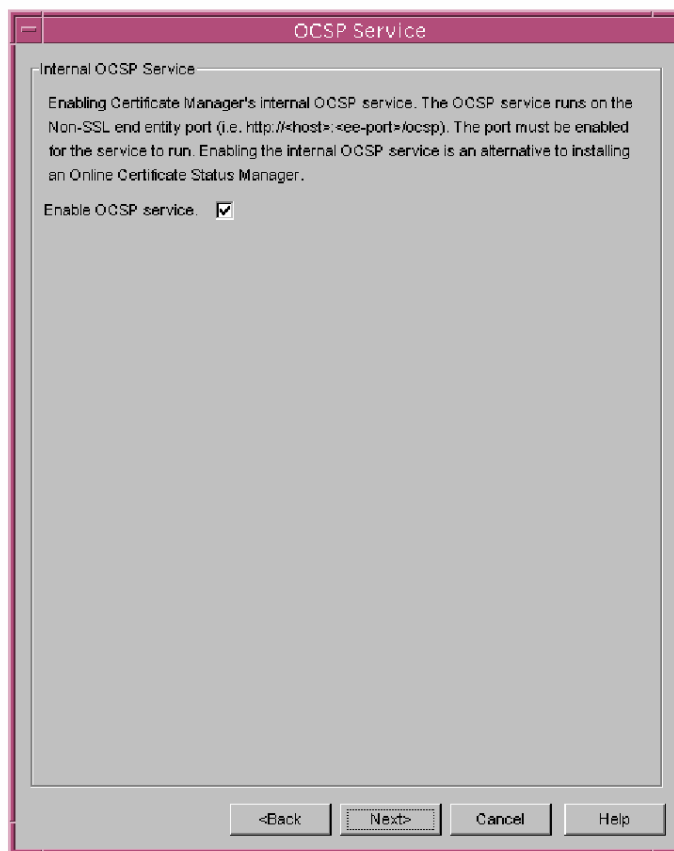 OCSP Service
Internal OCSP Service
Enabling Certificate Manager's internal OCSP service. The OCSP service runs on the
Non-SSL end entity port (i.e. http://<host>:<ee-port>/ocsp). The port must be enabled
for the service to run. Enabling the internal OCSP service is an alternative to installing
an Online Certificate Status Manager.
Enable OCSP service.
<Back
Next>
Cancel
Help